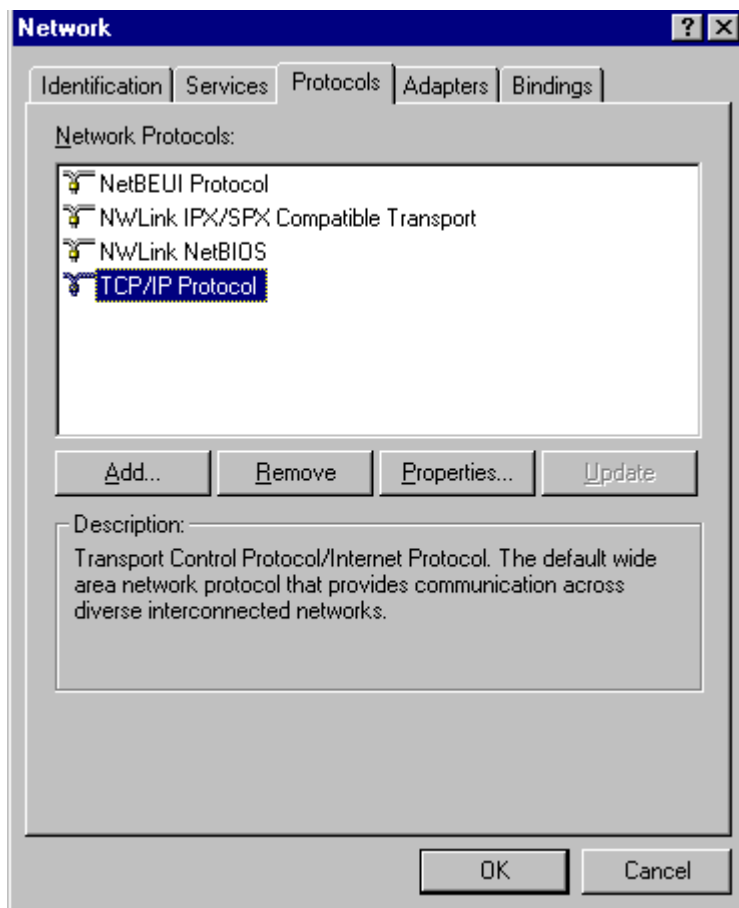 Network
Identification Services Protocols Adapters Bindings
Network Protocols:
NetBEUI Protocol
NWLink IPX/SPX Compatible Transport
NWLink NetBIOS
TCP/IP Protocol
Add... Remove Properties... Update
Description:
Transport Control Protocol/Internet Protocol. The default wide
area network protocol that provides communication across
diverse interconnected networks.
OK Cancel